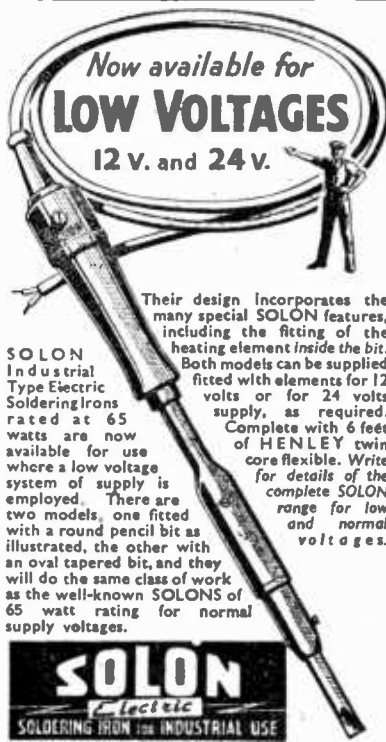 Now available for
LOW VOLTAGES
12 V. and 24 V.
SOLON
Industrial
Type Electric
Soldering Irons
rated at 65
watts are now
available for use
where a low voltage
system of supply is
employed. There are
two models, one fitted
with a round pencil bit as
illustrated, the other with
an oval tapered bit, and they
will do the same class of work
as the well-known SOLONS of
65 watt rating for normal
supply voltages.
Their design incorporates the
many special SOLON features,
including the fitting of the
heating element inside the bit.
Both models can be supplied
fitted with elements for 12
volts or for 24 volts
supply, as required.
Complete with 6 feet
of HENLEY twin
core flexible. Write
for details of the
complete SOLON
range for low
and normal
voltages.
SOLON
Electric
SOLDERING IRON FOR INDUSTRIAL USE